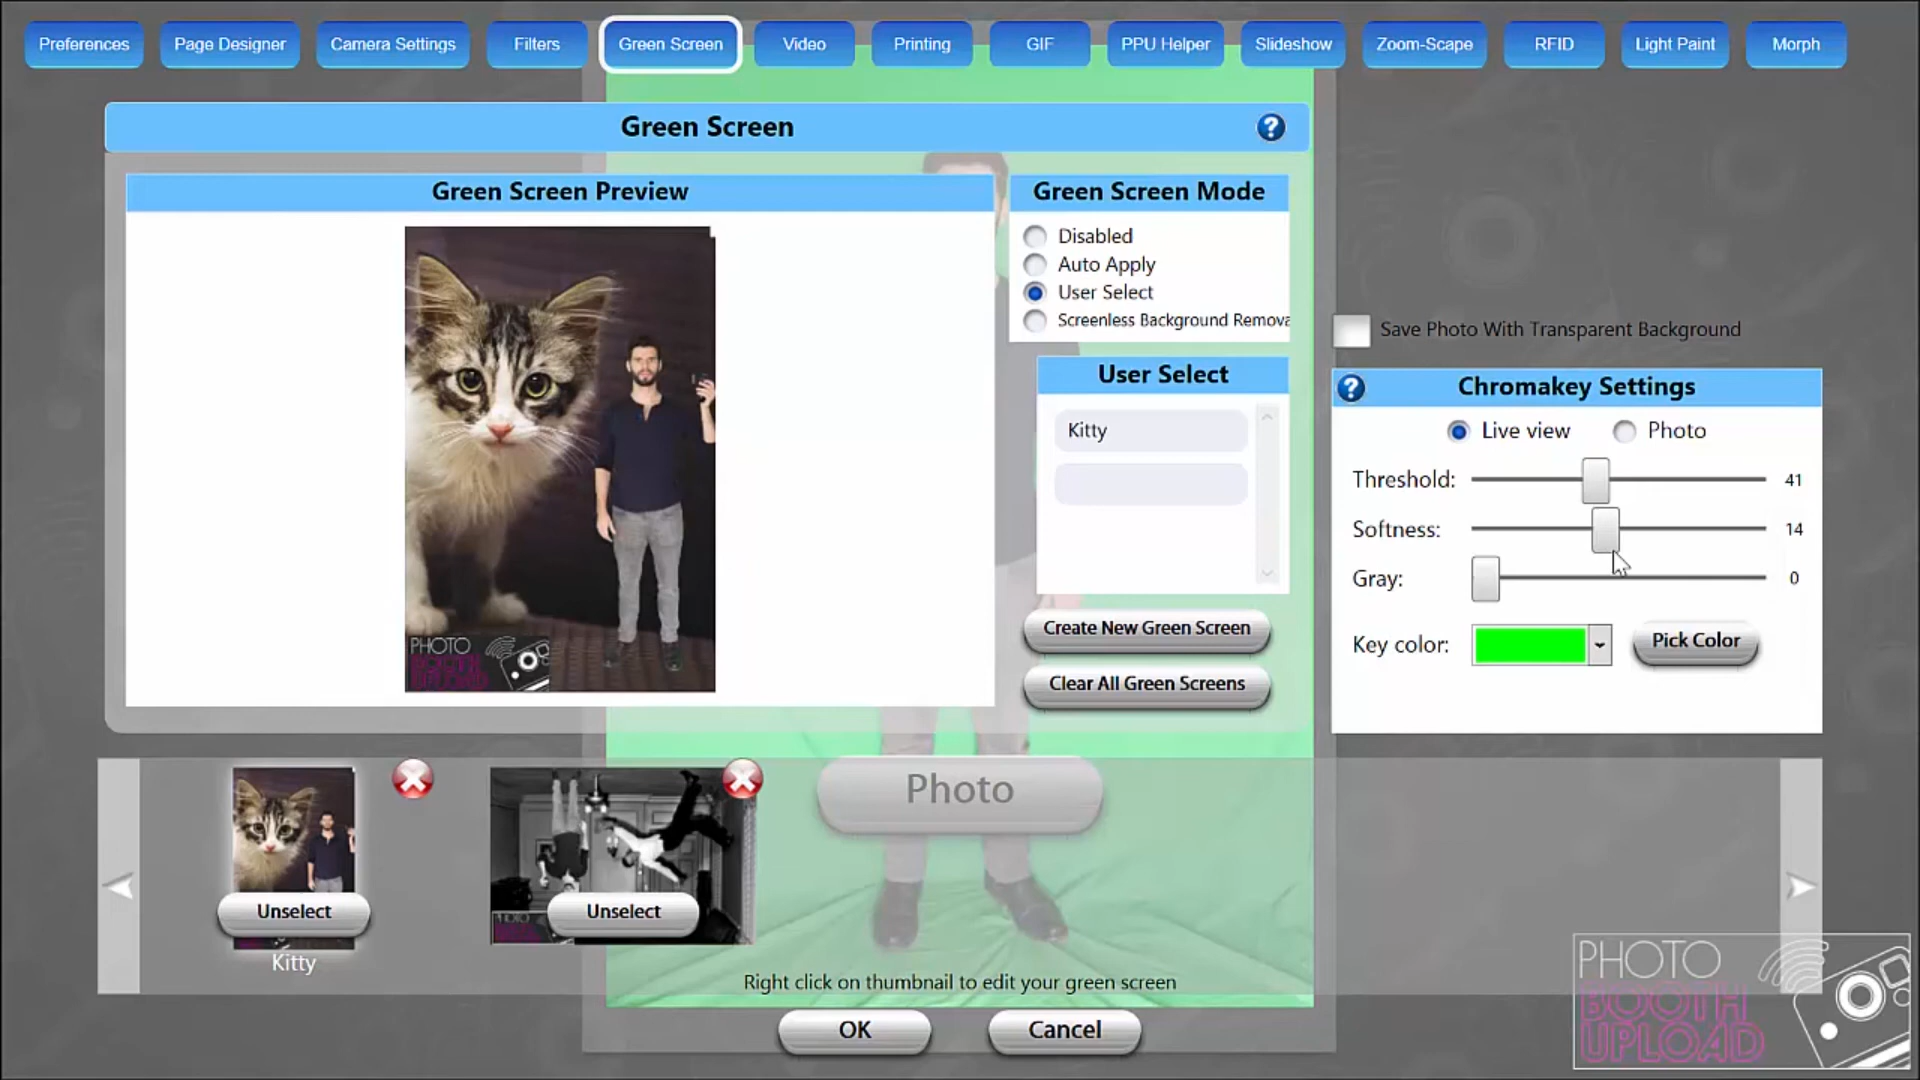 Preferences
Page Designer
Camera Settings
Filters
Green Screen
Video
Printing
GIF
PPU Helper
Slideshow
Zoom-Scape
RFID
Light Paint
Morph
Green Screen
?
Green Screen Preview
PHOTO
BOOTH
UPLOAD
Green Screen Mode
Disabled
Auto Apply
User Select
Screenless Background Remova
User Select
Kitty
Create New Green Screen
Clear All Green Screens
Save Photo With Transparent Background
?
Chromakey Settings
Live view
Photo
Threshold:
41
Softness:
14
Gray:
0
Key color:
Pick Color
Unselect
Kitty
PHOTO
Unselect
Photo
Right click on thumbnail to edit your green screen
OK
Cancel
PHOTO
BOOTH
UPLOAD